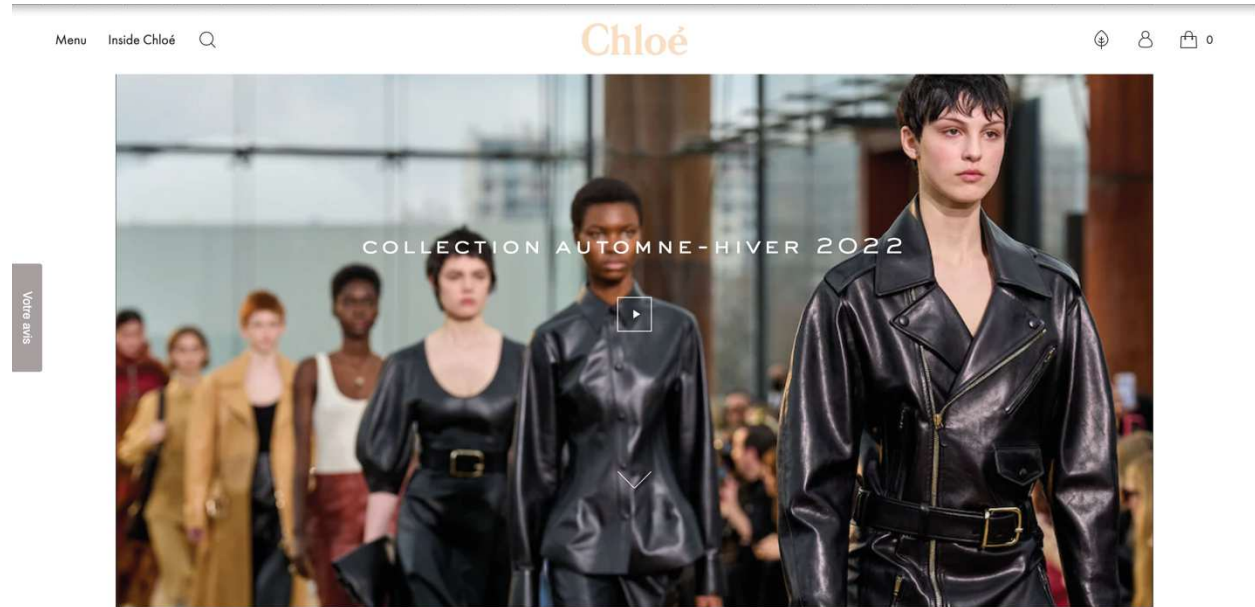 Menu
Inside Chloé
Chloé
0
COLLECTION AUTOMNE-HIVER 2022
Votre avis